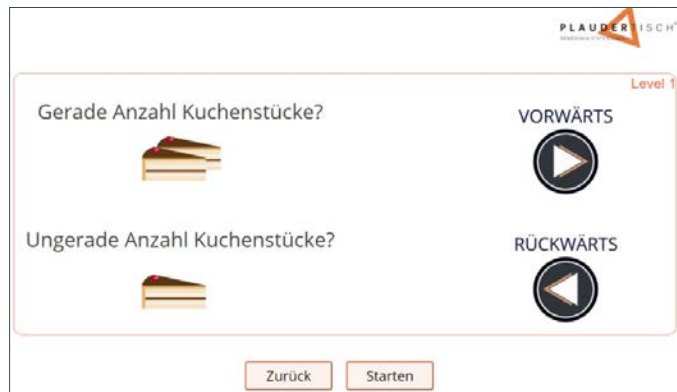 PLAUDERTISCH
Level 1
Gerade Anzahl Kuchenstücke?
VORWÄRTS
Ungerade Anzahl Kuchenstücke?
RÜCKWÄRTS
Zurück
Starten